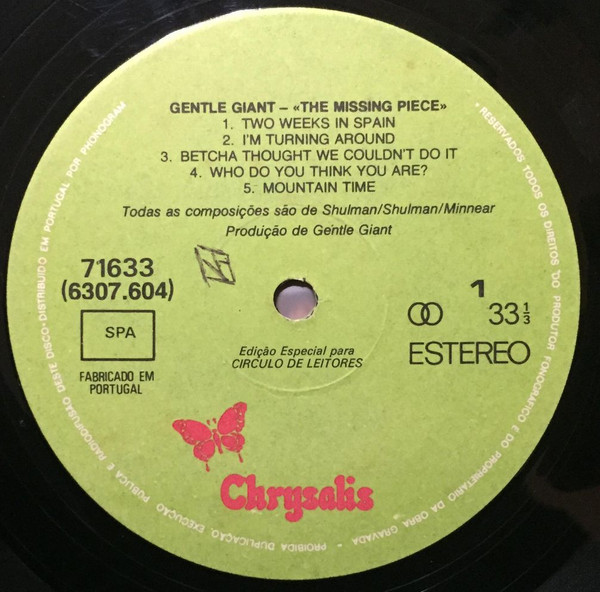 GENTLE GIANT – «THE MISSING PIECE»
1. TWO WEEKS IN SPAIN
2. I'M TURNING AROUND
3. BETCHA THOUGHT WE COULDN'T DO IT
4. WHO DO YOU THINK YOU ARE?
5. MOUNTAIN TIME
Todas as composições são de Shulman/Shulman/Minnear
Produção de Gentle Giant
71633
(6307.604)
SPA
FABRICADO EM
PORTUGAL
Edição Especial para
CIRCULO DE LEITORES
1
33 1/3
ESTEREO
Chrysalis
• RESERVADOS TODOS OS DIREITOS DO PRODUTOR FONOGRÁFICO E DO PROPRIETÁRIO DA OBRA GRAVADA - PROIBIDA DUPLICAÇÃO, EXECUÇÃO PÚBLICA E RADIODIFUSÃO DESTE DISCO - DISTRIBUIDO EM PORTUGAL POR PHONOGRAM